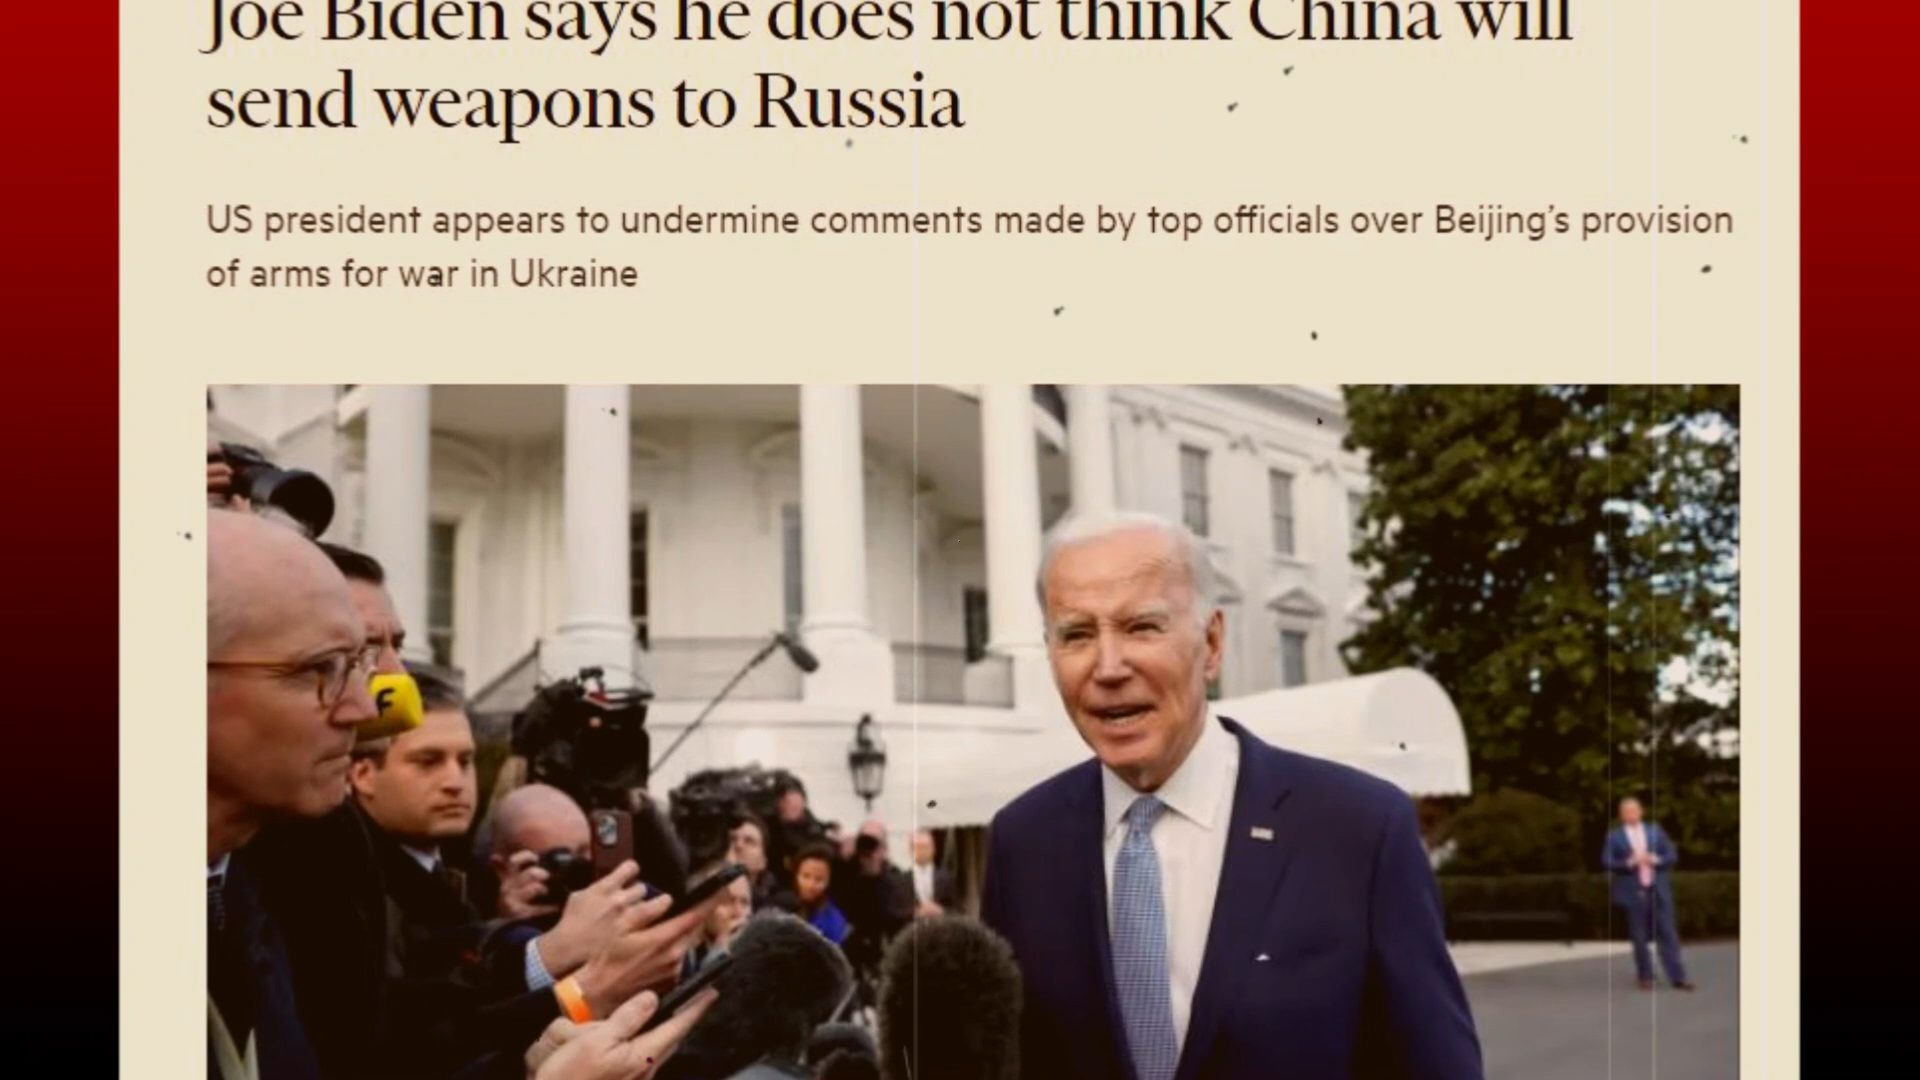 Joe Biden says he does not think China will
send weapons to Russia
US president appears to undermine comments made by top officials over Beijing’s provision
of arms for war in Ukraine
F